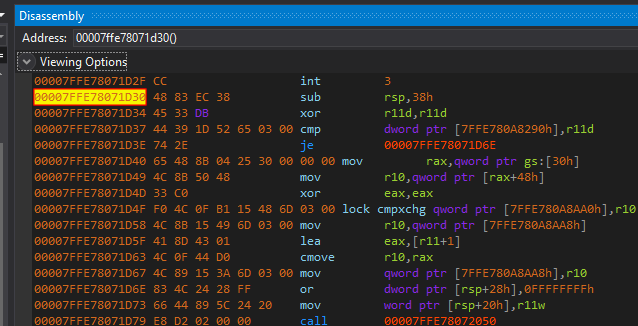 Disassembly
Address: 00007ffe78071d30()
Viewing Options
00007FFE78071D2F CC int 3
00007FFE78071D30 48 83 EC 38 sub rsp,38h
00007FFE78071D34 45 33 DB xor r11d,r11d
00007FFE78071D37 44 39 1D 52 65 03 00 cmp dword ptr [7FFE780A8290h],r11d
00007FFE78071D3E 74 2E je 00007FFE78071D6E
00007FFE78071D40 65 48 8B 04 25 30 00 00 00 mov rax,qword ptr gs:[30h]
00007FFE78071D49 4C 8B 50 48 mov r10,qword ptr [rax+48h]
00007FFE78071D4D 33 C0 xor eax,eax
00007FFE78071D4F F0 4C 0F B1 15 48 6D 03 00 lock cmpxchg qword ptr [7FFE780A8AA0h],r10
00007FFE78071D58 4C 8B 15 49 6D 03 00 mov r10,qword ptr [7FFE780A8AA8h]
00007FFE78071D5F 41 8D 43 01 lea eax,[r11+1]
00007FFE78071D63 4C 0F 44 D0 cmove r10,rax
00007FFE78071D67 4C 89 15 3A 6D 03 00 mov qword ptr [7FFE780A8AA8h],r10
00007FFE78071D6E 83 4C 24 28 FF or dword ptr [rsp+28h],0FFFFFFFFh
00007FFE78071D73 66 44 89 5C 24 20 mov word ptr [rsp+20h],r11w
00007FFE78071D79 E8 D2 02 00 00 call 00007FFE78072050